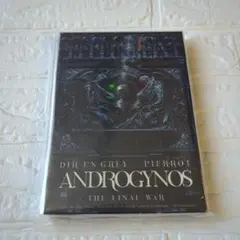 DIR EN GREY PIERROT
ANDROGYNOS
THE FINAL WAR